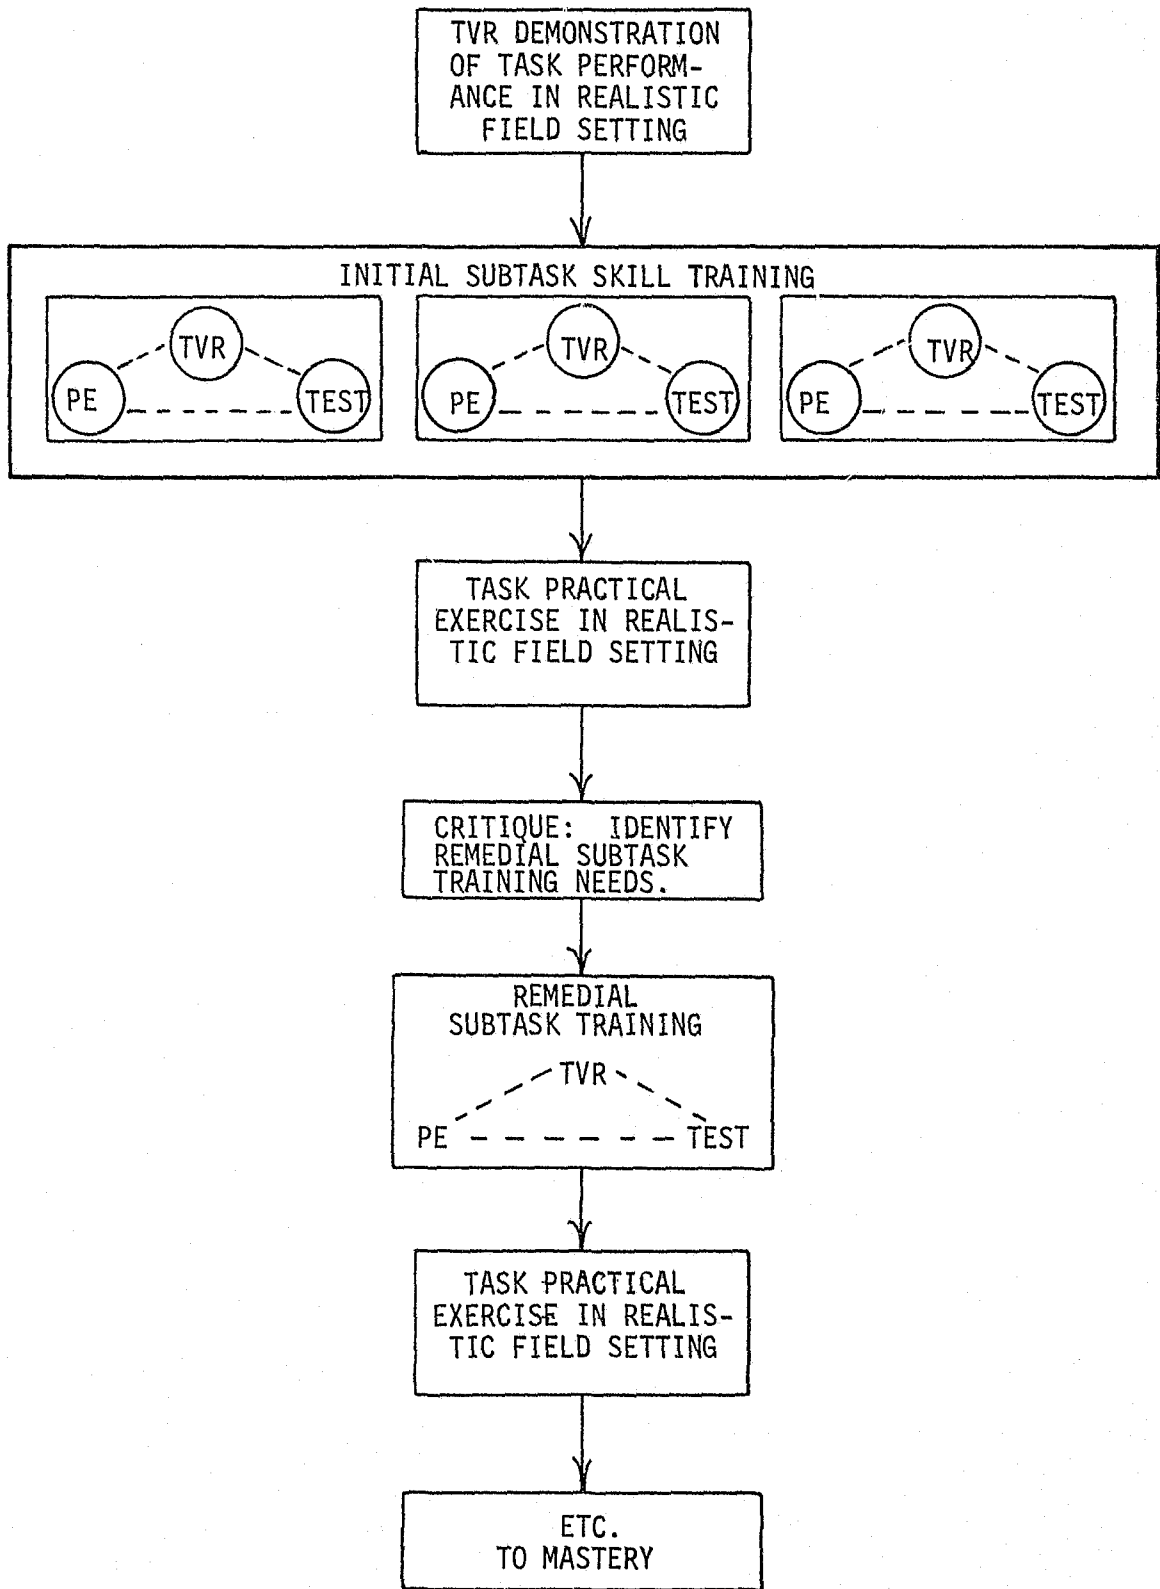 TVR DEMONSTRATION
OF TASK PERFORM-
ANCE IN REALISTIC
FIELD SETTING
INITIAL SUBTASK SKILL TRAINING
TVR
PE
TEST
TVR
PE
TEST
TVR
PE
TEST
TASK PRACTICAL
EXERCISE IN REALIS-
TIC FIELD SETTING
CRITIQUE: IDENTIFY
REMEDIAL SUBTASK
TRAINING NEEDS.
REMEDIAL
SUBTASK TRAINING
TVR
PE
TEST
TASK PRACTICAL
EXERCISE IN REALIS-
TIC FIELD SETTING
ETC.
TO MASTERY